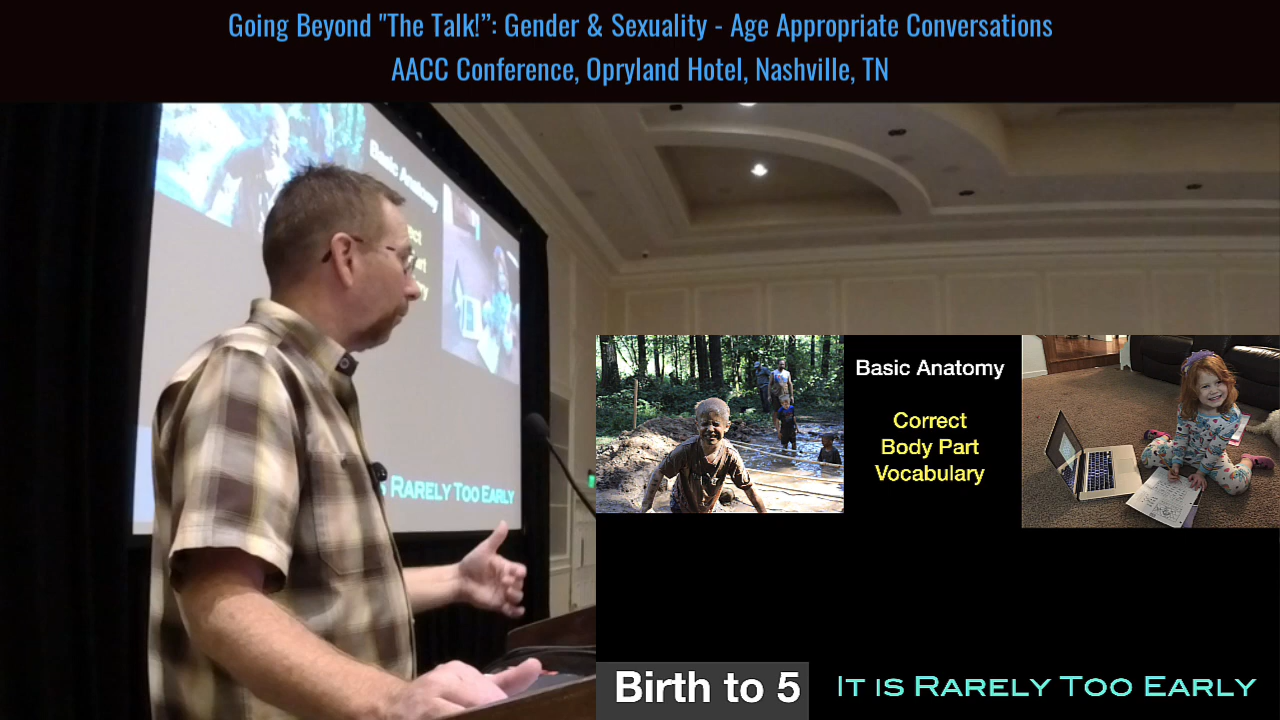 Going Beyond "The Talk!”: Gender & Sexuality - Age Appropriate Conversations
AACC Conference, Opryland Hotel, Nashville, TN
Basic Anatomy
RARELY TOO EARLY
Basic Anatomy
Correct
Body Part
Vocabulary
Birth to 5
IT IS RARELY TOO EARLY